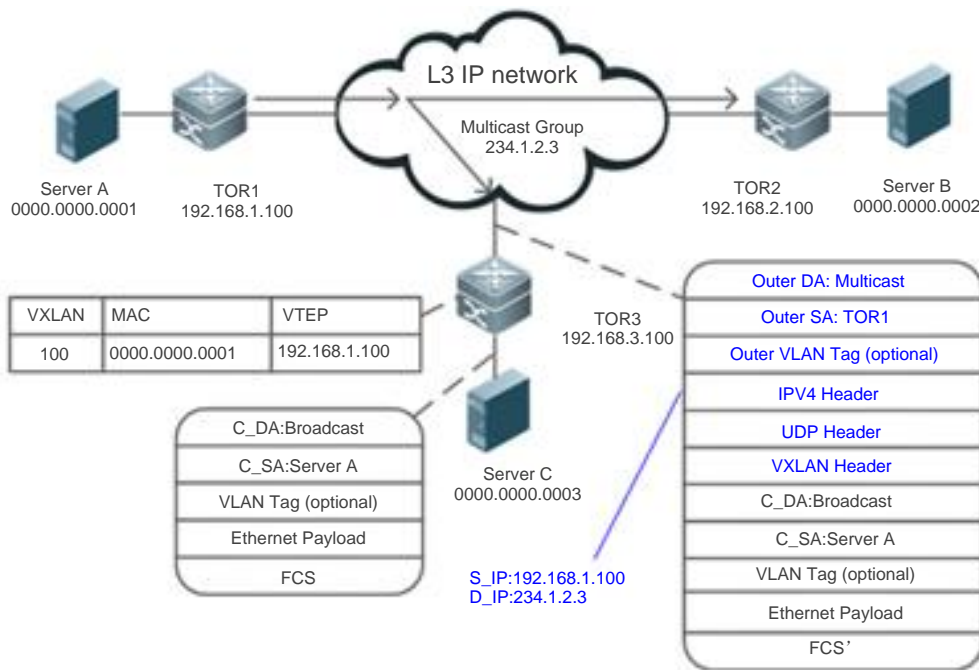 L3 IP network
Multicast Group
234.1.2.3
Server A
0000.0000.0001
TOR1
192.168.1.100
TOR2
192.168.2.100
Server B
0000.0000.0002
TOR3
192.168.3.100
VXLAN MAC VTEP
100 0000.0000.0001 192.168.1.100
C_DA:Broadcast
C_SA:Server A
VLAN Tag (optional)
Ethernet Payload
FCS
Server C
0000.0000.0003
S_IP:192.168.1.100
D_IP:234.1.2.3
Outer DA: Multicast
Outer SA: TOR1
Outer VLAN Tag (optional)
IPV4 Header
UDP Header
VXLAN Header
C_DA:Broadcast
C_SA:Server A
VLAN Tag (optional)
Ethernet Payload
FCS’